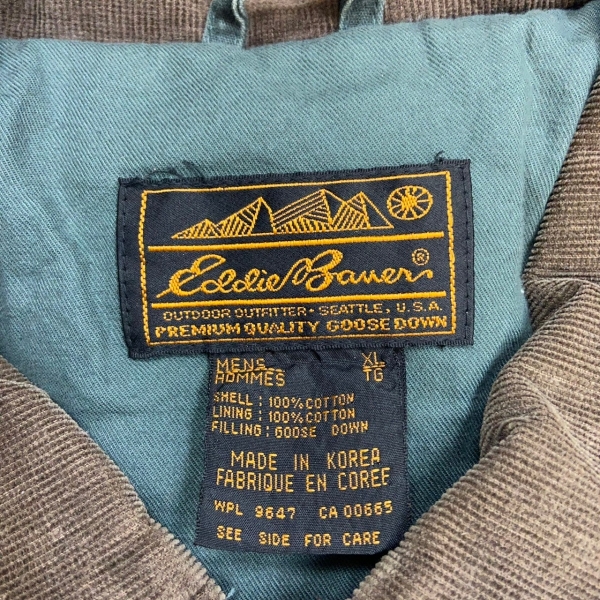 Eddie Bauer ®
OUTDOOR OUTFITTER · SEATTLE, U.S.A.
PREMIUM QUALITY GOOSE DOWN
MENS XL
HOMMES TG
SHELL : 100% COTTON
LINING : 100% COTTON
FILLING : GOOSE DOWN
MADE IN KOREA
FABRIQUE EN COREE
WPL 9647 CA 00665
SEE SIDE FOR CARE